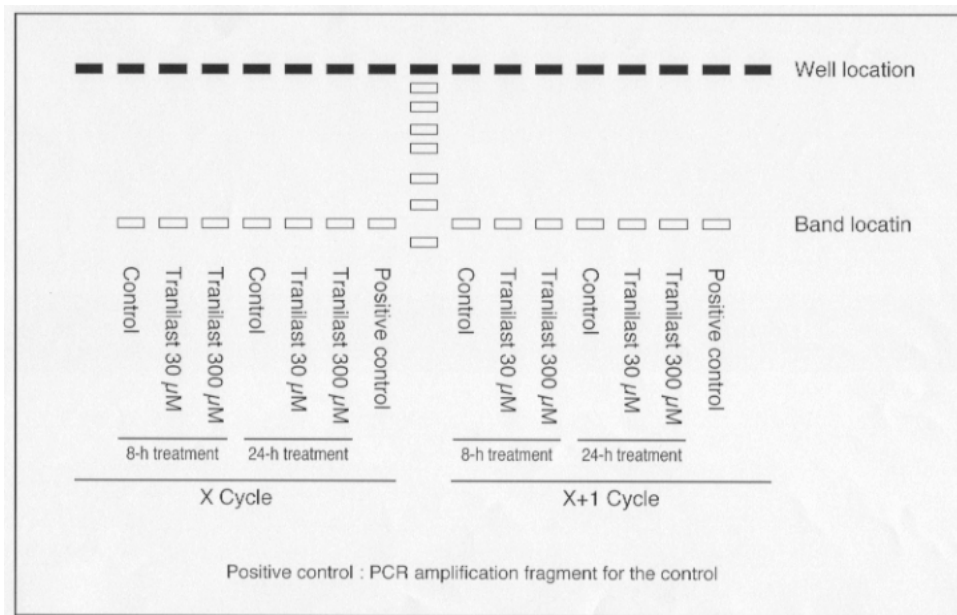 Well location
Band locatin
Control
Tranilast 30 μM
Tranilast 300 μM
Control
Tranilast 30 μM
Tranilast 300 μM
Positive control
Control
Tranilast 30 μM
Tranilast 300 μM
Control
Tranilast 30 μM
Tranilast 300 μM
Positive control
8-h treatment
24-h treatment
8-h treatment
24-h treatment
X Cycle
X+1 Cycle
Positive control : PCR amplification fragment for the control